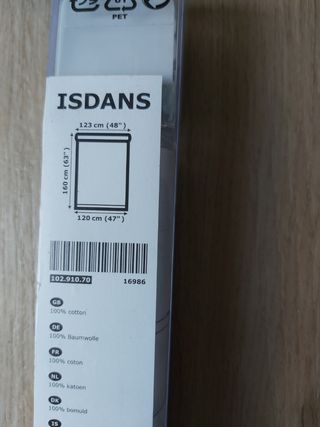 PET
ISDANS
123 cm (48")
160 cm (63")
120 cm (47")
102.910.70
16986
GB
100% cotton
DE
100% Baumwolle
FR
100% coton
NL
100% katoen
DK
100% bomuld
IS